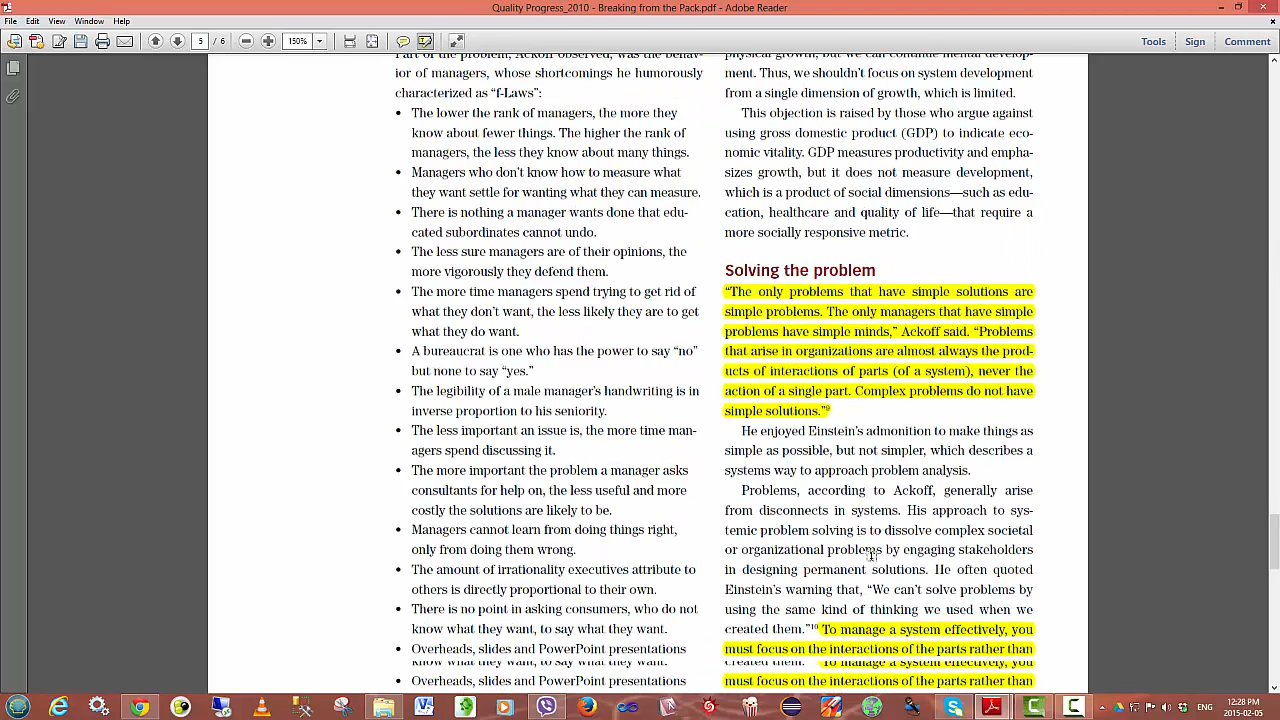 Quality Progress_2010 - Breaking from the Pack.pdf - Adobe Reader
File Edit View Window Help
5 / 6 150% Tools Sign Comment
Part of the problem, Ackoff observed, was the behav-
ior of managers, whose shortcomings he humorously
characterized as “f-Laws”:
• The lower the rank of managers, the more they
know about fewer things. The higher the rank of
managers, the less they know about many things.
• Managers who don’t know how to measure what
they want settle for wanting what they can measure.
• There is nothing a manager wants done that edu-
cated subordinates cannot undo.
• The less sure managers are of their opinions, the
more vigorously they defend them.
• The more time managers spend trying to get rid of
what they don’t want, the less likely they are to get
what they do want.
• A bureaucrat is one who has the power to say “no”
but none to say “yes.”
• The legibility of a male manager’s handwriting is in
inverse proportion to his seniority.
• The less important an issue is, the more time man-
agers spend discussing it.
• The more important the problem a manager asks
consultants for help on, the less useful and more
costly the solutions are likely to be.
• Managers cannot learn from doing things right,
only from doing them wrong.
• The amount of irrationality executives attribute to
others is directly proportional to their own.
• There is no point in asking consumers, who do not
know what they want, to say what they want.
• Overheads, slides and PowerPoint presentations
know what they want, to say what they want.
• Overheads, slides and PowerPoint presentations
physical growth, but we can continue mental develop-
ment. Thus, we shouldn’t focus on system development
from a single dimension of growth, which is limited.
This objection is raised by those who argue against
using gross domestic product (GDP) to indicate eco-
nomic vitality. GDP measures productivity and empha-
sizes growth, but it does not measure development,
which is a product of social dimensions—such as edu-
cation, healthcare and quality of life—that require a
more socially responsive metric.
Solving the problem
“The only problems that have simple solutions are
simple problems. The only managers that have simple
problems have simple minds,” Ackoff said. “Problems
that arise in organizations are almost always the prod-
ucts of interactions of parts (of a system), never the
action of a single part. Complex problems do not have
simple solutions.”9
He enjoyed Einstein’s admonition to make things as
simple as possible, but not simpler, which describes a
systems way to approach problem analysis.
Problems, according to Ackoff, generally arise
from disconnects in systems. His approach to sys-
temic problem solving is to dissolve complex societal
or organizational problems by engaging stakeholders
in designing permanent solutions. He often quoted
Einstein’s warning that, “We can’t solve problems by
using the same kind of thinking we used when we
created them.”10 To manage a system effectively, you
must focus on the interactions of the parts rather than
created them.” To manage a system effectively, you
must focus on the interactions of the parts rather than
ENG
12:28 PM
2015-02-05